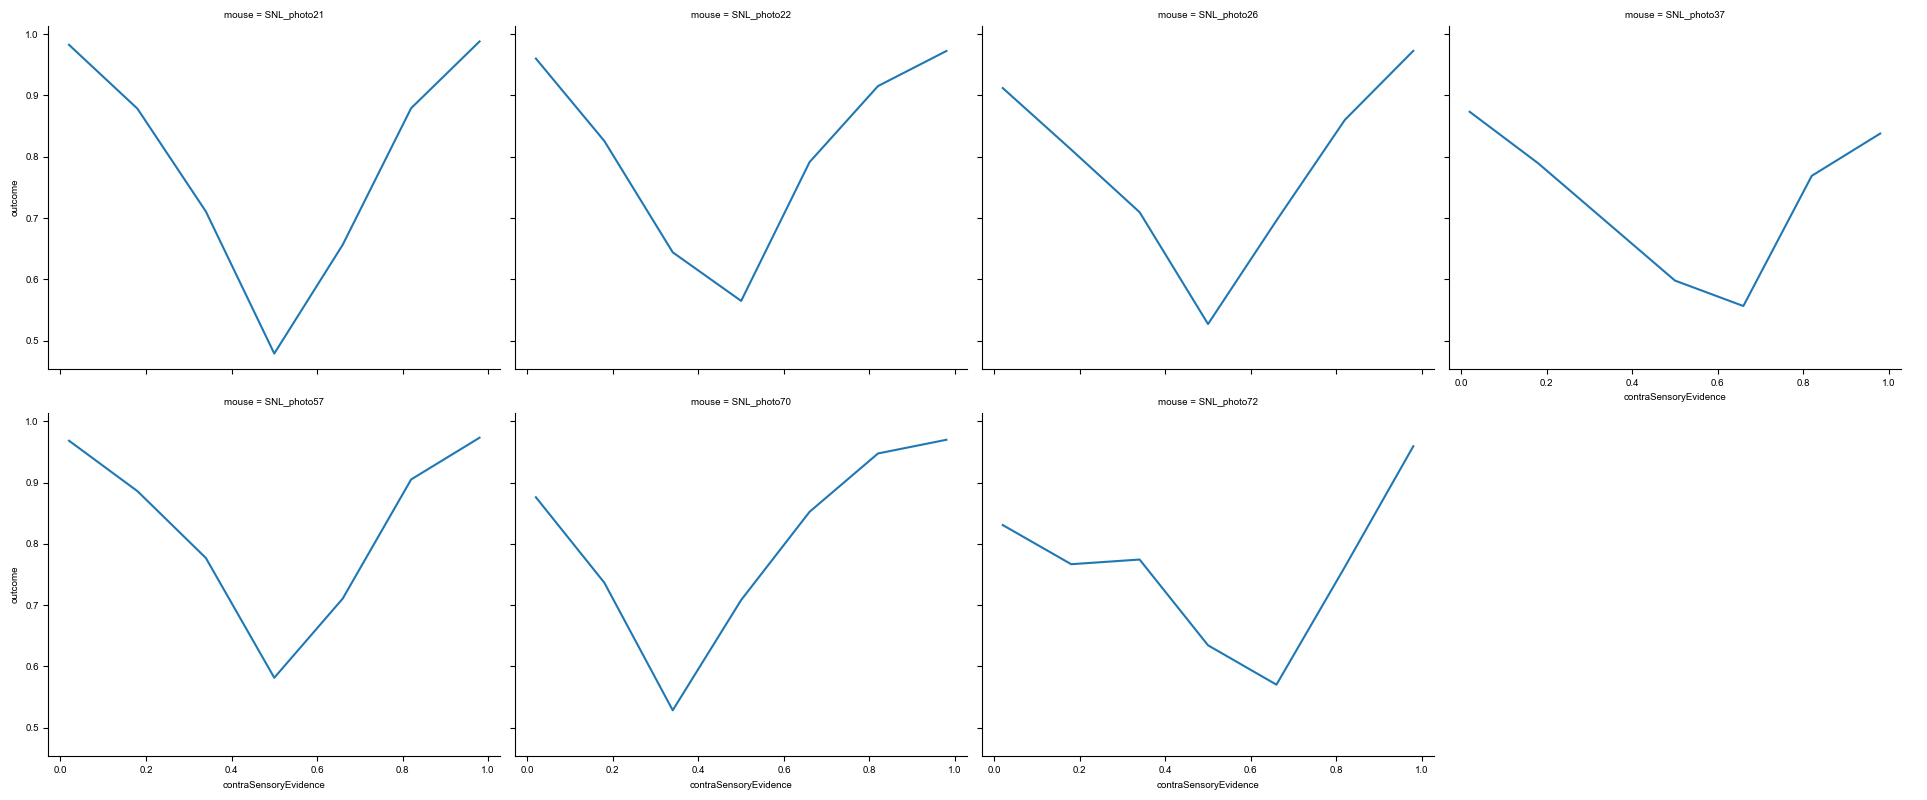 mouse = SNL_photo21
mouse = SNL_photo22
mouse = SNL_photo26
mouse = SNL_photo37
1.0
0.9
0.8
0.7
0.6
0.5
outcome
0.0 0.2 0.4 0.6 0.8 1.0
contraSensoryEvidence
mouse = SNL_photo57
mouse = SNL_photo70
mouse = SNL_photo72
1.0
0.9
0.8
0.7
0.6
0.5
outcome
0.0 0.2 0.4 0.6 0.8 1.0
contraSensoryEvidence
0.0 0.2 0.4 0.6 0.8 1.0
contraSensoryEvidence
0.0 0.2 0.4 0.6 0.8 1.0
contraSensoryEvidence